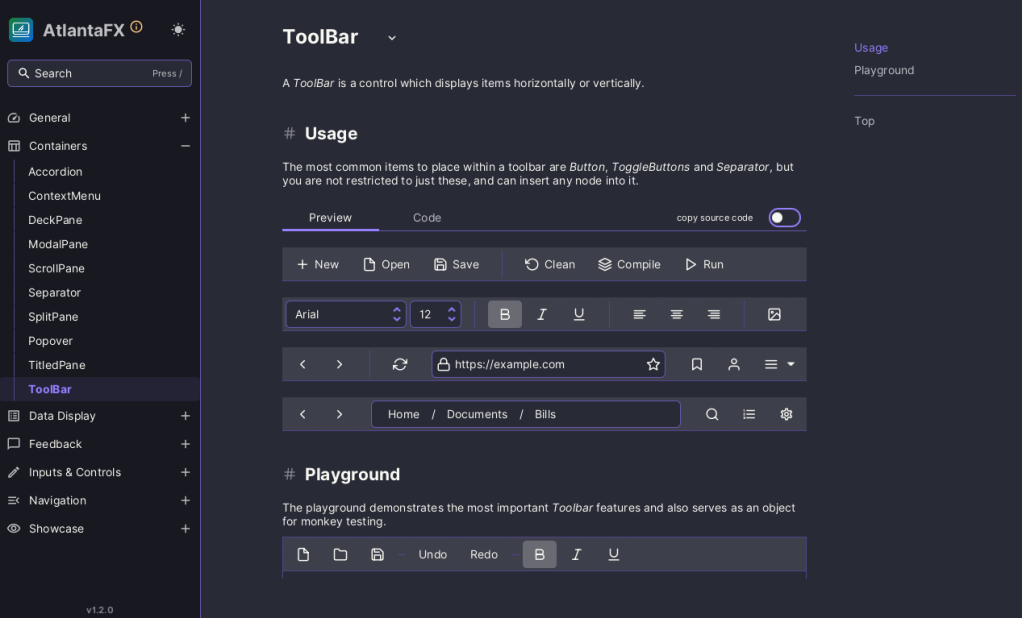 AtlantaFX
Search Press /
General
Containers
Accordion
ContextMenu
DeckPane
ModalPane
ScrollPane
Separator
SplitPane
Popover
TitledPane
ToolBar
Data Display
Feedback
Inputs & Controls
Navigation
Showcase
v1.2.0
ToolBar
A ToolBar is a control which displays items horizontally or vertically.
# Usage
The most common items to place within a toolbar are Button, ToggleButtons and Separator, but
you are not restricted to just these, and can insert any node into it.
Preview Code copy source code
New Open Save Clean Compile Run
Arial 12
https://example.com
Home / Documents / Bills
# Playground
The playground demonstrates the most important Toolbar features and also serves as an object
for monkey testing.
Undo Redo
Usage
Playground
Top